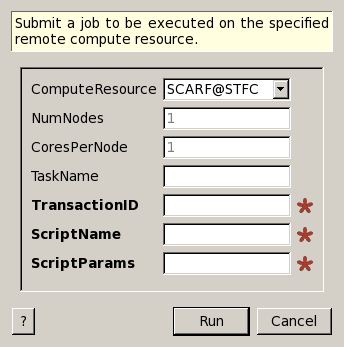 Submit a job to be executed on the specified
remote compute resource.
ComputeResource SCARF@STFC
NumNodes 1
CoresPerNode 1
TaskName
TransactionID *
ScriptName *
ScriptParams *
? Run Cancel